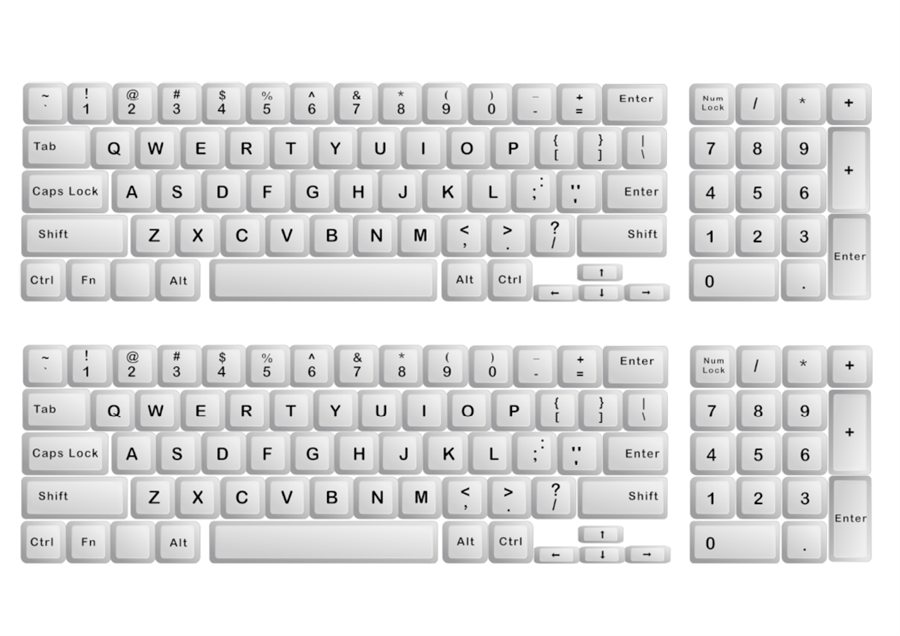 ~ ! @ # $ % ^ & * ( ) _ + Enter Num Lock / * +
` 1 2 3 4 5 6 7 8 9 0 - =
Tab Q W E R T Y U I O P { [ } ] | \ 7 8 9 +
Caps Lock A S D F G H J K L : ; " ' Enter 4 5 6
Shift Z X C V B N M < , > . ? / Shift 1 2 3 Enter
Ctrl Fn Alt Alt Ctrl ↑ ← ↓ → 0 .
~ ! @ # $ % ^ & * ( ) _ + Enter Num Lock / * +
` 1 2 3 4 5 6 7 8 9 0 - =
Tab Q W E R T Y U I O P { [ } ] | \ 7 8 9 +
Caps Lock A S D F G H J K L : ; " ' Enter 4 5 6
Shift Z X C V B N M < , > . ? / Shift 1 2 3 Enter
Ctrl Fn Alt Alt Ctrl ↑ ← ↓ → 0 .